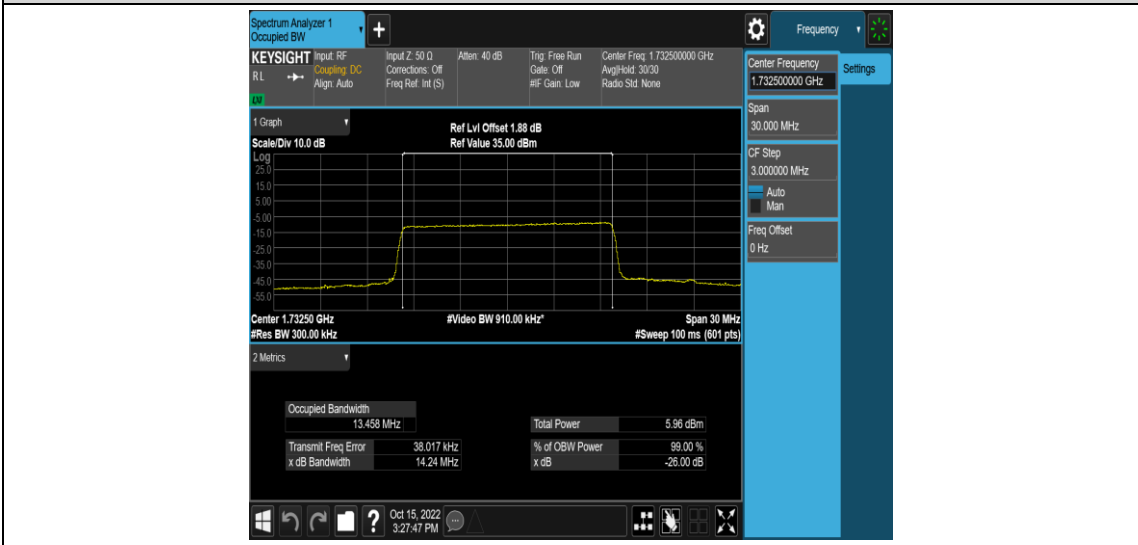 Spectrum Analyzer 1
Occupied BW
+
Frequency
KEYSIGHT
R L
Input: RF
Coupling: DC
Align: Auto
Input Z: 50 Ω
Corrections: Off
Freq Ref: Int (S)
Atten: 40 dB
Trig: Free Run
Gate: Off
#IF Gain: Low
Center Freq: 1.732500000 GHz
Avg|Hold: 30/30
Radio Std: None
Center Frequency
1.732500000 GHz
Settings
Span
30.000 MHz
CF Step
3.000000 MHz
Auto
Man
Freq Offset
0 Hz
1 Graph
Scale/Div 10.0 dB
Ref Lvl Offset 1.88 dB
Ref Value 35.00 dBm
Log
25.0
15.0
5.00
-5.00
-15.0
-25.0
-35.0
-45.0
-55.0
Center 1.73250 GHz
#Video BW 910.00 kHz*
Span 30 MHz
#Res BW 300.00 kHz
#Sweep 100 ms (601 pts)
2 Metrics
Occupied Bandwidth
13.458 MHz
Total Power 5.96 dBm
Transmit Freq Error 38.017 kHz
% of OBW Power 99.00 %
x dB Bandwidth 14.24 MHz
x dB -26.00 dB
?
Oct 15, 2022
3:27:47 PM